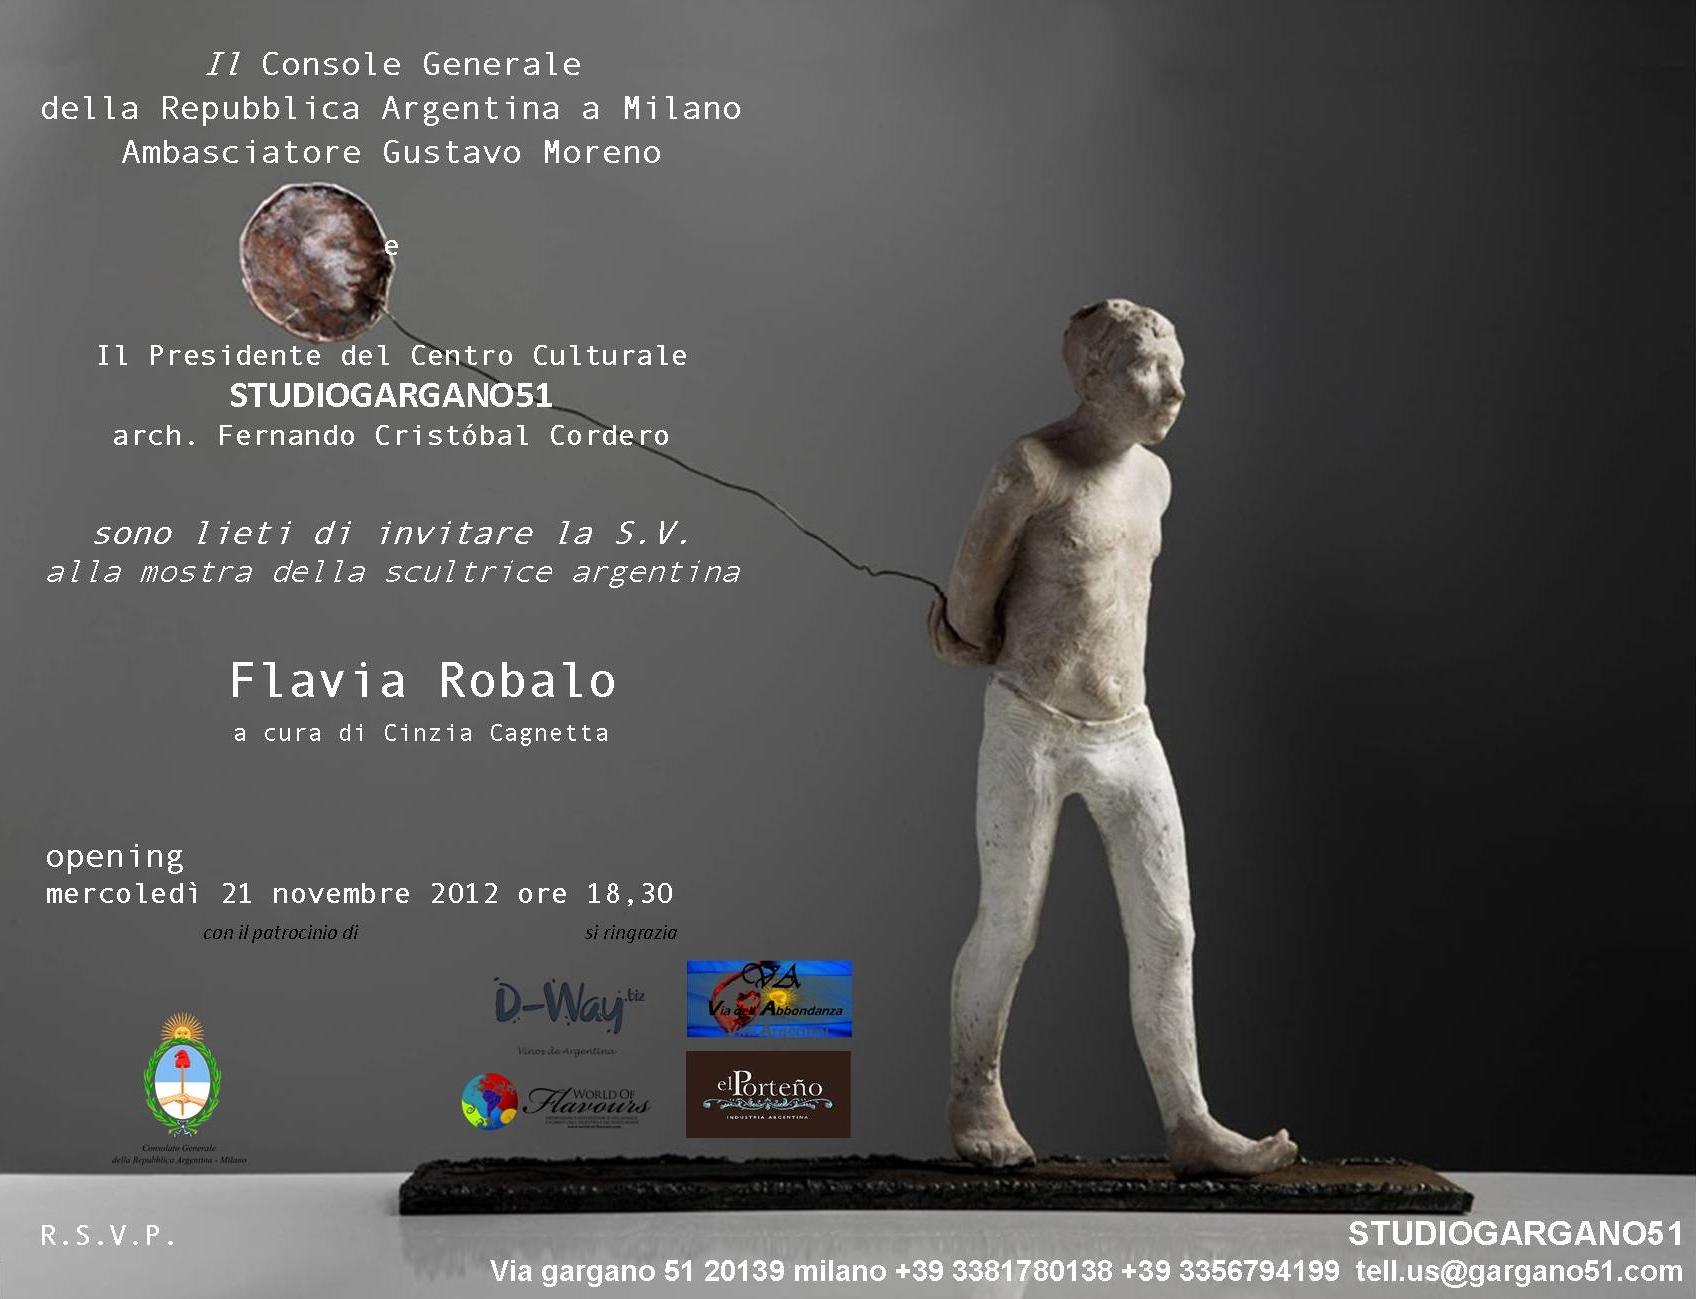 Il Console Generale
della Repubblica Argentina a Milano
Ambasciatore Gustavo Moreno
e
Il Presidente del Centro Culturale
STUDIOGARGANO51
arch. Fernando Cristóbal Cordero
sono lieti di invitare la S.V.
alla mostra della scultrice argentina
Flavia Robalo
a cura di Cinzia Cagnetta
opening
mercoledì 21 novembre 2012 ore 18,30
con il patrocinio di
si ringrazia
D-Way.biz
Vinos de Argentina
VA
Via dell'Abbondanza
WORLD OF
Flavours
el Porteño
INDUSTRIA ARGENTINA
Consolato Generale
della Repubblica Argentina - Milano
R.S.V.P.
STUDIOGARGANO51
Via gargano 51 20139 milano +39 3381780138 +39 3356794199 tell.us@gargano51.com